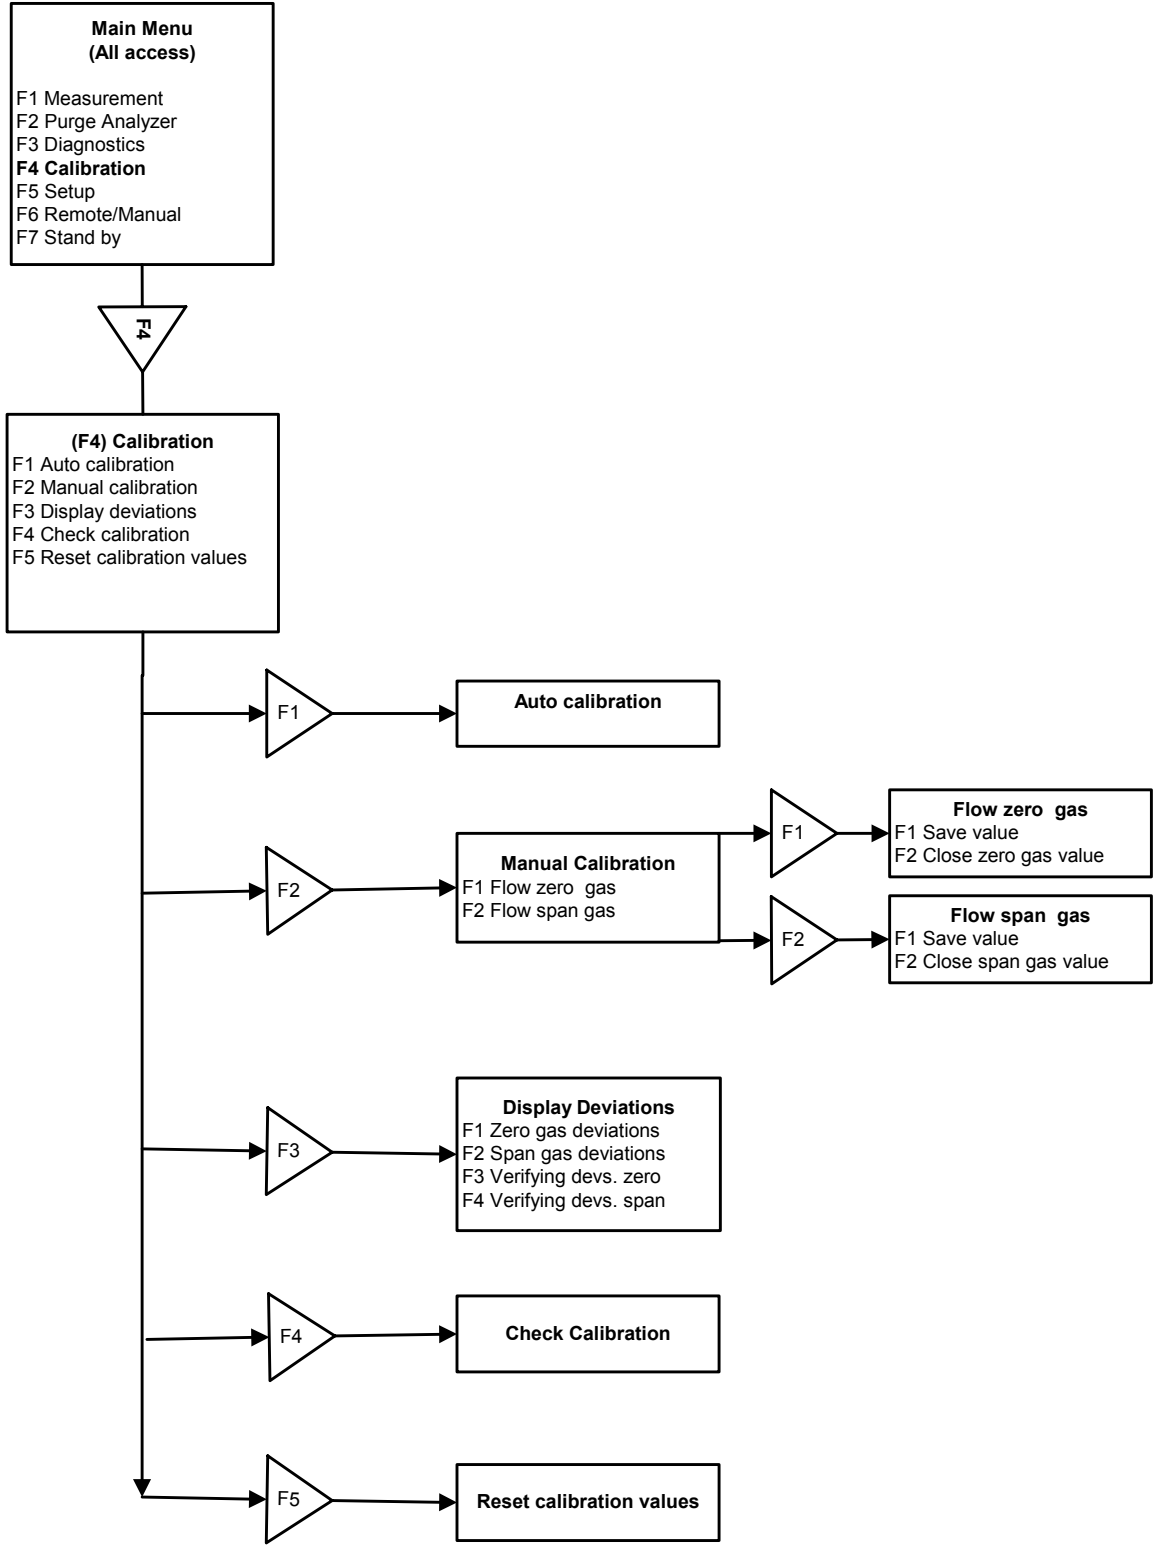 Main Menu
(All access)
F1 Measurement
F2 Purge Analyzer
F3 Diagnostics
F4 Calibration
F5 Setup
F6 Remote/Manual
F7 Stand by
F4
(F4) Calibration
F1 Auto calibration
F2 Manual calibration
F3 Display deviations
F4 Check calibration
F5 Reset calibration values
F1
Auto calibration
F2
Manual Calibration
F1 Flow zero gas
F2 Flow span gas
F1
Flow zero gas
F1 Save value
F2 Close zero gas value
F2
Flow span gas
F1 Save value
F2 Close span gas value
F3
Display Deviations
F1 Zero gas deviations
F2 Span gas deviations
F3 Verifying devs. zero
F4 Verifying devs. span
F4
Check Calibration
F5
Reset calibration values